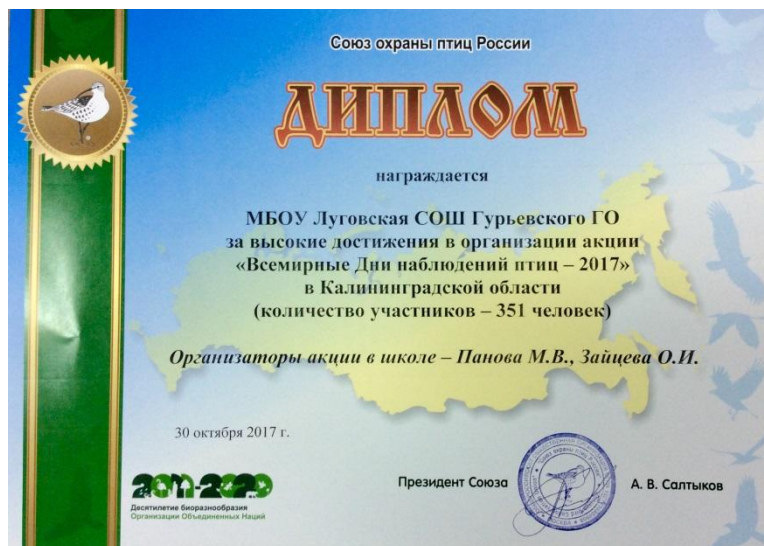 Союз охраны птиц России
ДИПЛОМ
награждается
МБОУ Луговская СОШ Гурьевского ГО
за высокие достижения в организации акции
«Всемирные Дни наблюдений птиц – 2017»
в Калининградской области
(количество участников – 351 человек)
Организаторы акции в школе – Панова М.В., Зайцева О.И.
30 октября 2017 г.
2011-2020
Десятилетие биоразнообразия
Организации Объединенных Наций
Президент Союза
А. В. Салтыков